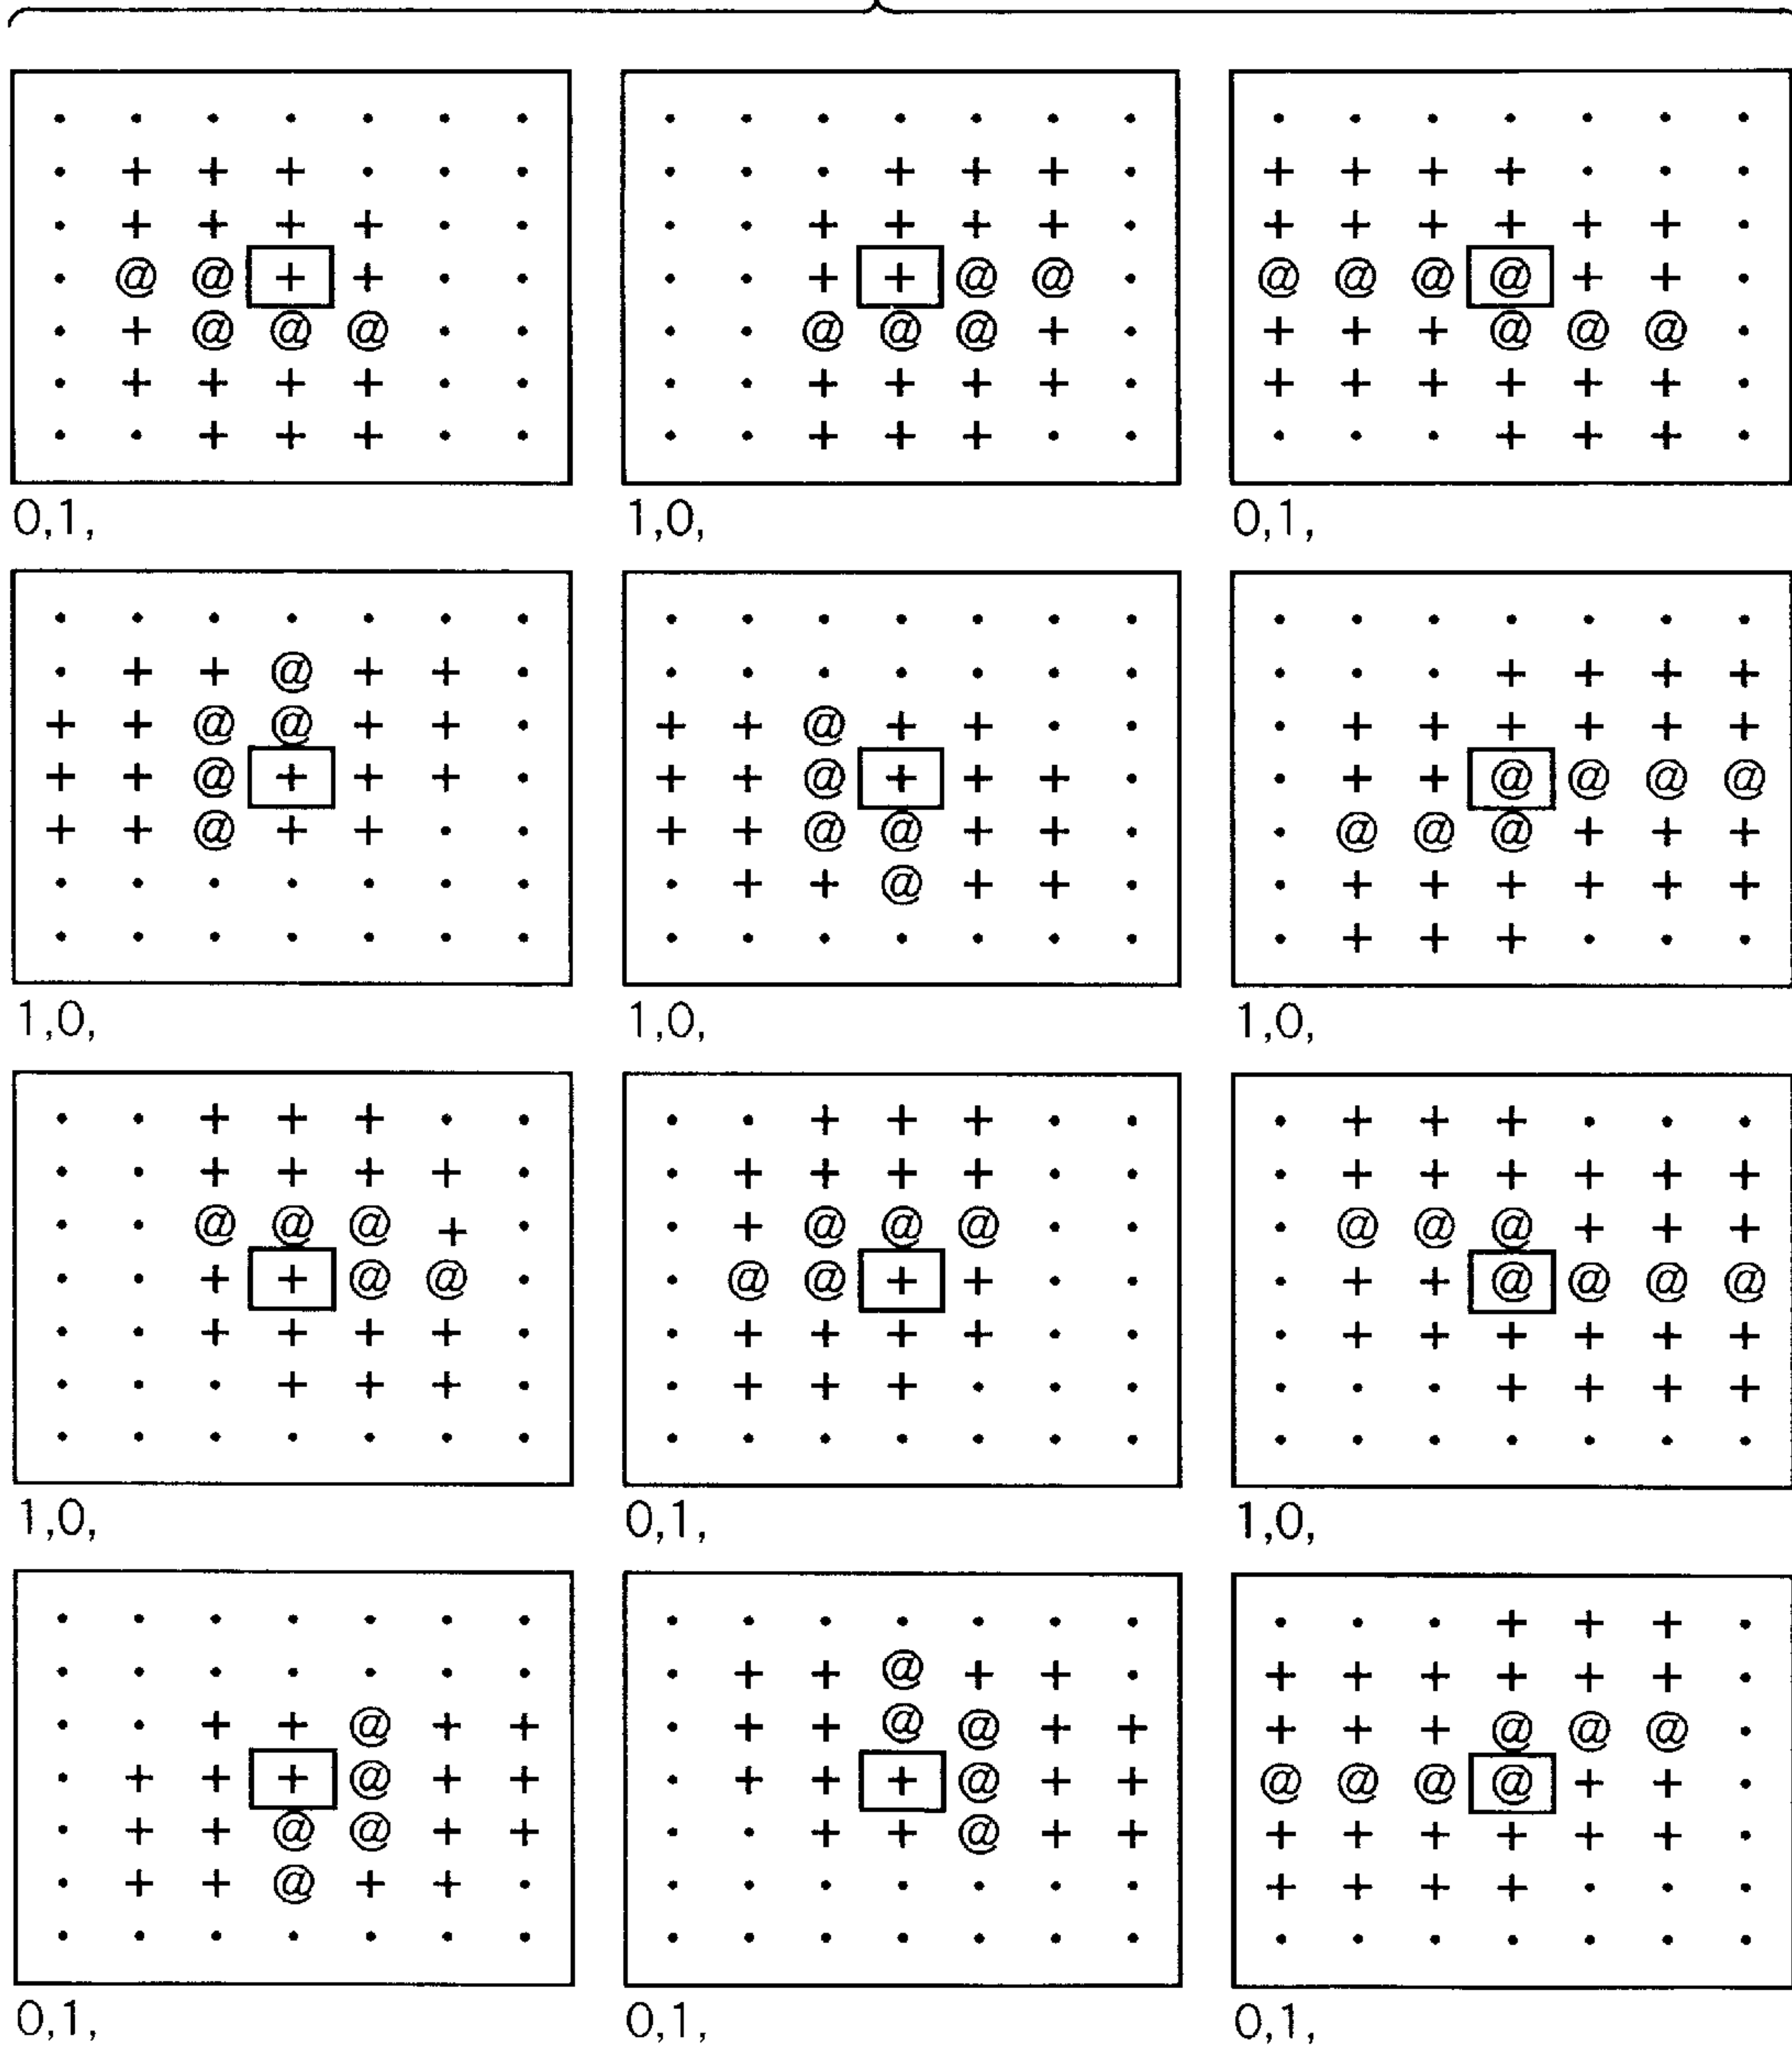 . . . . . . .   . . . . . . .   . . . . . . .
. + + + . . .   . . . + + + .   + + + + . . .
. + + + + . .   . . + + + + .   + + + + + + .
. @ @ + + . .   . . + + @ @ .   @ @ @ @ + + .
. + @ @ @ . .   . . @ @ @ + .   + + + @ @ @ .
. + + + + . .   . . + + + + .   + + + + + + .
. . + + + . .   . . + + + . .   . . . + + + .
0,1,   1,0,   0,1,
. . . . . . .   . . . . . . .   . . . . . . .
. + + @ + + .   . . . . . . .   . . . + + + +
+ + @ @ + + .   + + @ + + . .   . + + + + + +
+ + @ + + + .   + + @ + + + .   . + + @ @ @ @
+ + @ + + . .   + + @ @ + + .   . @ @ @ + + +
. . . . . . .   . + + @ + + .   . + + + + + +
. . . . . . .   . . . . . . .   . + + + . . .
1,0,   1,0,   1,0,
. . + + + . .   . . + + + . .   . + + + . . .
. . + + + + .   . + + + + . .   . + + + + + +
. . @ @ @ + .   . + @ @ @ . .   . @ @ @ + + +
. . + + @ @ .   . @ @ + + . .   . + + @ @ @ @
. . + + + + .   . + + + + . .   . + + + + + +
. . . + + + .   . + + + . . .   . . . + + + +
. . . . . . .   . . . . . . .   . . . . . . .
1,0,   0,1,   1,0,
. . . . . . .   . . . . . . .   . . . + + + .
. . . . . . .   . + + @ + + .   + + + + + + .
. . + + @ + +   . + + @ @ + +   + + + @ @ @ .
. + + + @ + +   . + + + @ + +   @ @ @ @ + + .
. + + @ @ + +   . . + + @ + +   + + + + + + .
. + + @ + + .   . . . . . . .   + + + + . . .
. . . . . . .   . . . . . . .   . . . . . . .
0,1,   0,1,   0,1,